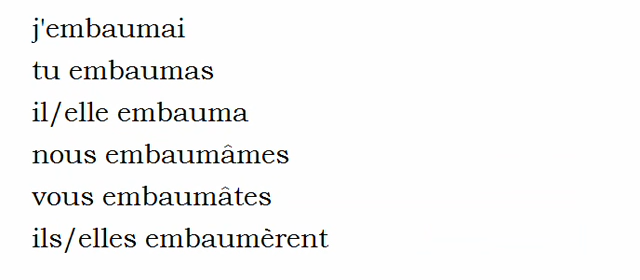 j'embaumai
tu embaumas
il/elle embauma
nous embaumâmes
vous embaumâtes
ils/elles embaumèrent